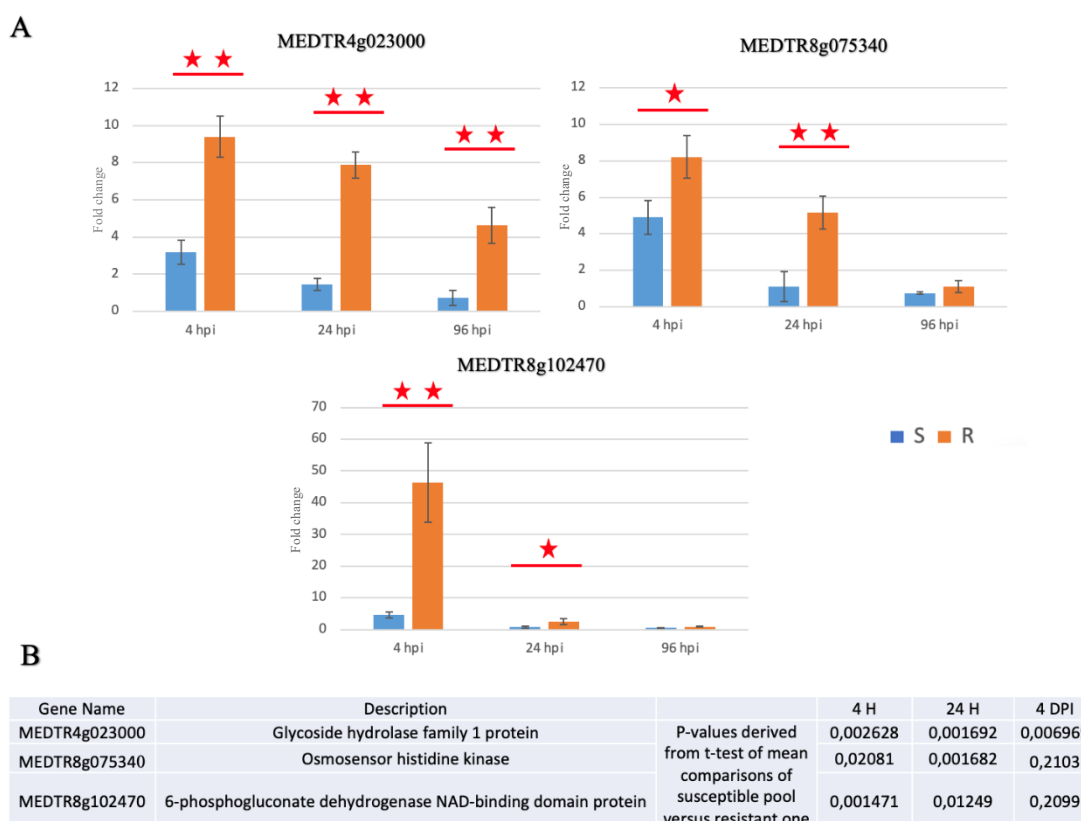 A
MEDTR4g023000
12
10
8
6
4
2
0
Fold change
4 hpi
24 hpi
96 hpi
MEDTR8g075340
12
10
8
6
4
2
0
Fold change
4 hpi
24 hpi
96 hpi
MEDTR8g102470
70
60
50
40
30
20
10
0
Fold change
4 hpi
24 hpi
96 hpi
S R
B
Gene Name Description 4 H 24 H 4 DPI
MEDTR4g023000 Glycoside hydrolase family 1 protein 0,002628 0,001692 0,00696
MEDTR8g075340 Osmosensor histidine kinase 0,02081 0,001682 0,2103
MEDTR8g102470 6-phosphogluconate dehydrogenase NAD-binding domain protein 0,001471 0,01249 0,2099
P-values derived
from t-test of mean
comparisons of
susceptible pool
versus resistant one